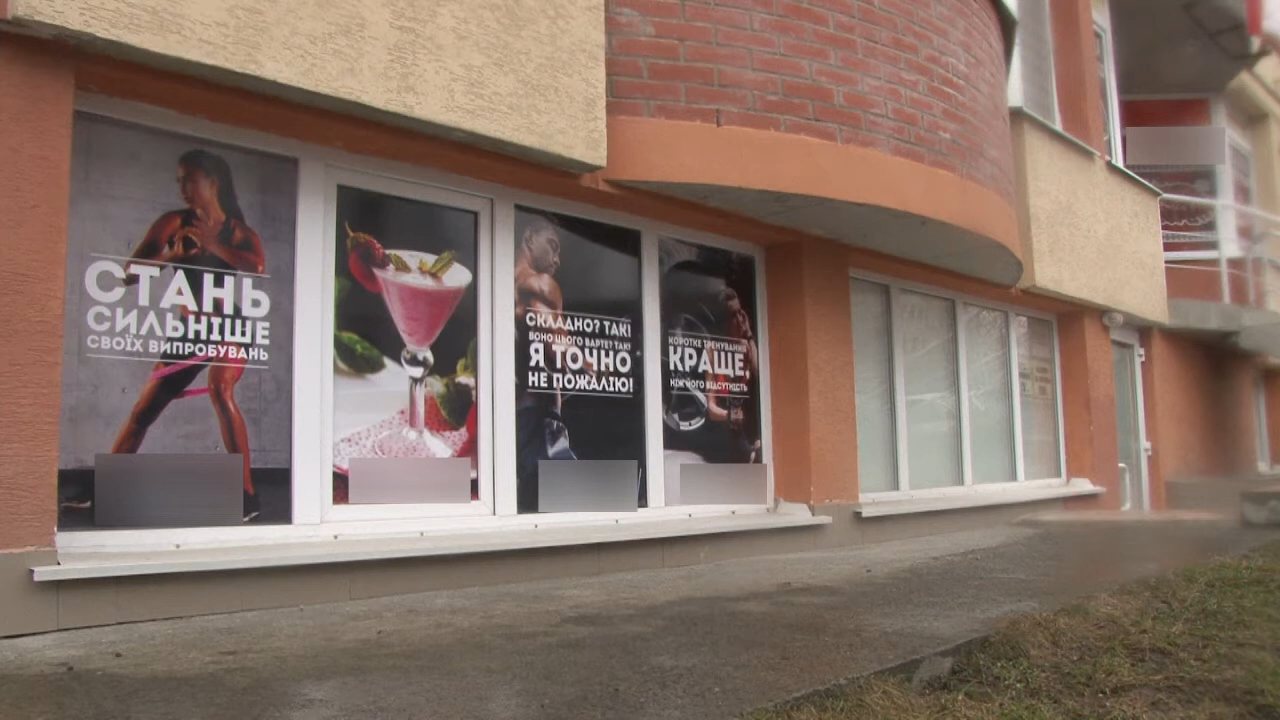 СТАНЬ
СИЛЬНІШЕ
СВОЇХ ВИПРОБУВАНЬ
СКЛАДНО? ТАК!
ВОНО ЦЬОГО ВАРТЕ? ТАК!
Я ТОЧНО
НЕ ПОЖАЛІЮ!
КОРОТКЕ ТРЕНУВАННЯ
КРАЩЕ,
НІЖ ЙОГО ВІДСУТНІСТЬ